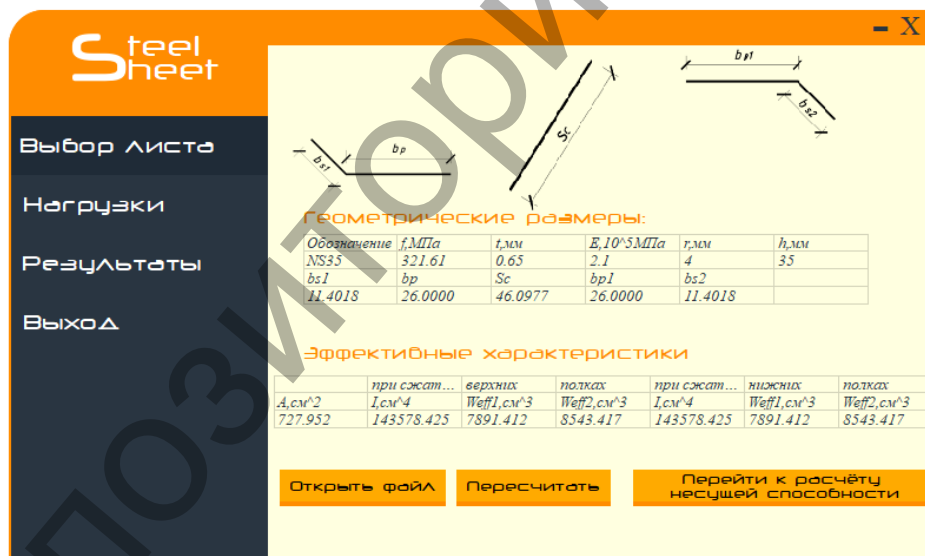 Steel
Sheet
– X
Выбор листа
Нагрузки
Результаты
Выход
bs1
bp
Sc
bp1
bs2
Геометрические размеры:
Обозначение f,МПа t,мм E,10^5МПа r,мм h,мм
NS35 321.61 0.65 2.1 4 35
bs1 bp Sc bp1 bs2
11.4018 26.0000 46.0977 26.0000 11.4018
Эффективные характеристики
при сжат... верхних полках при сжат... нижних полках
A,см^2 I,см^4 Weff1,см^3 Weff2,см^3 I,см^4 Weff1,см^3 Weff2,см^3
727.952 143578.425 7891.412 8543.417 143578.425 7891.412 8543.417
Открыть файл
Пересчитать
Перейти к расчёту
несущей способности
позитори